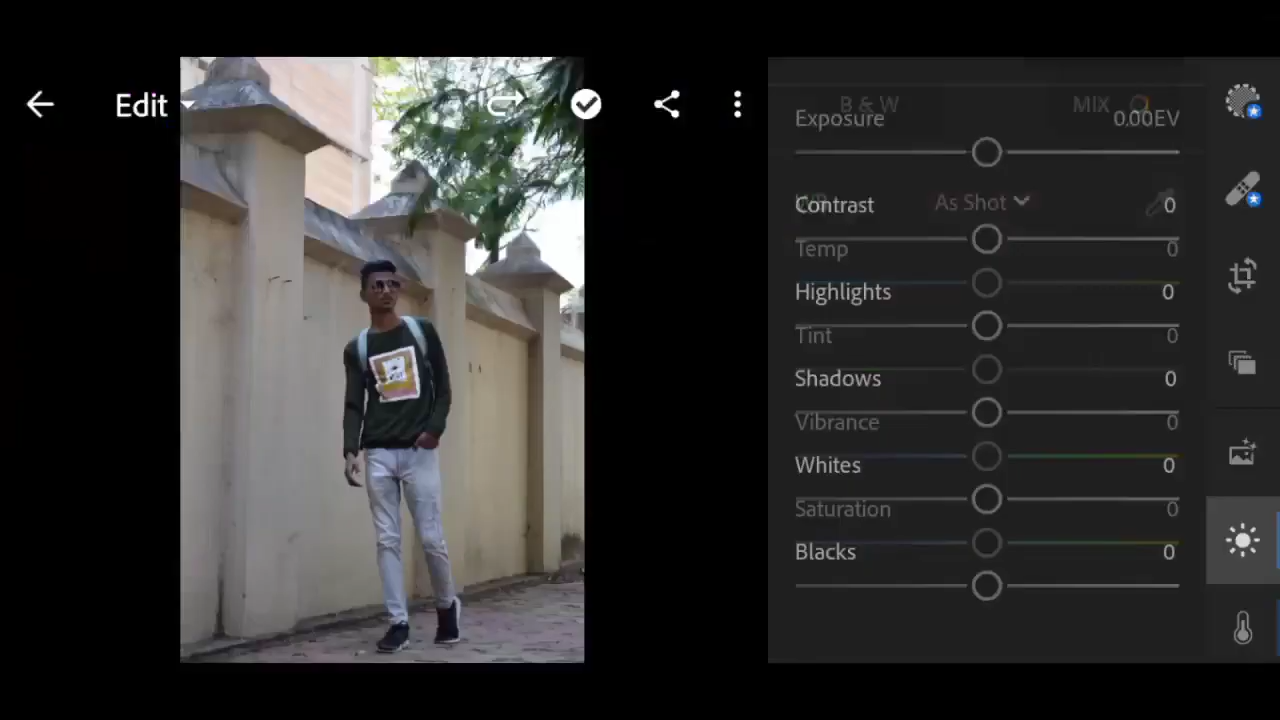 Edit
B & W
MIX
Exposure
0.00EV
As Shot
Contrast
0
Temp
0
Highlights
0
Tint
0
Shadows
0
Vibrance
0
Whites
0
Saturation
0
Blacks
0